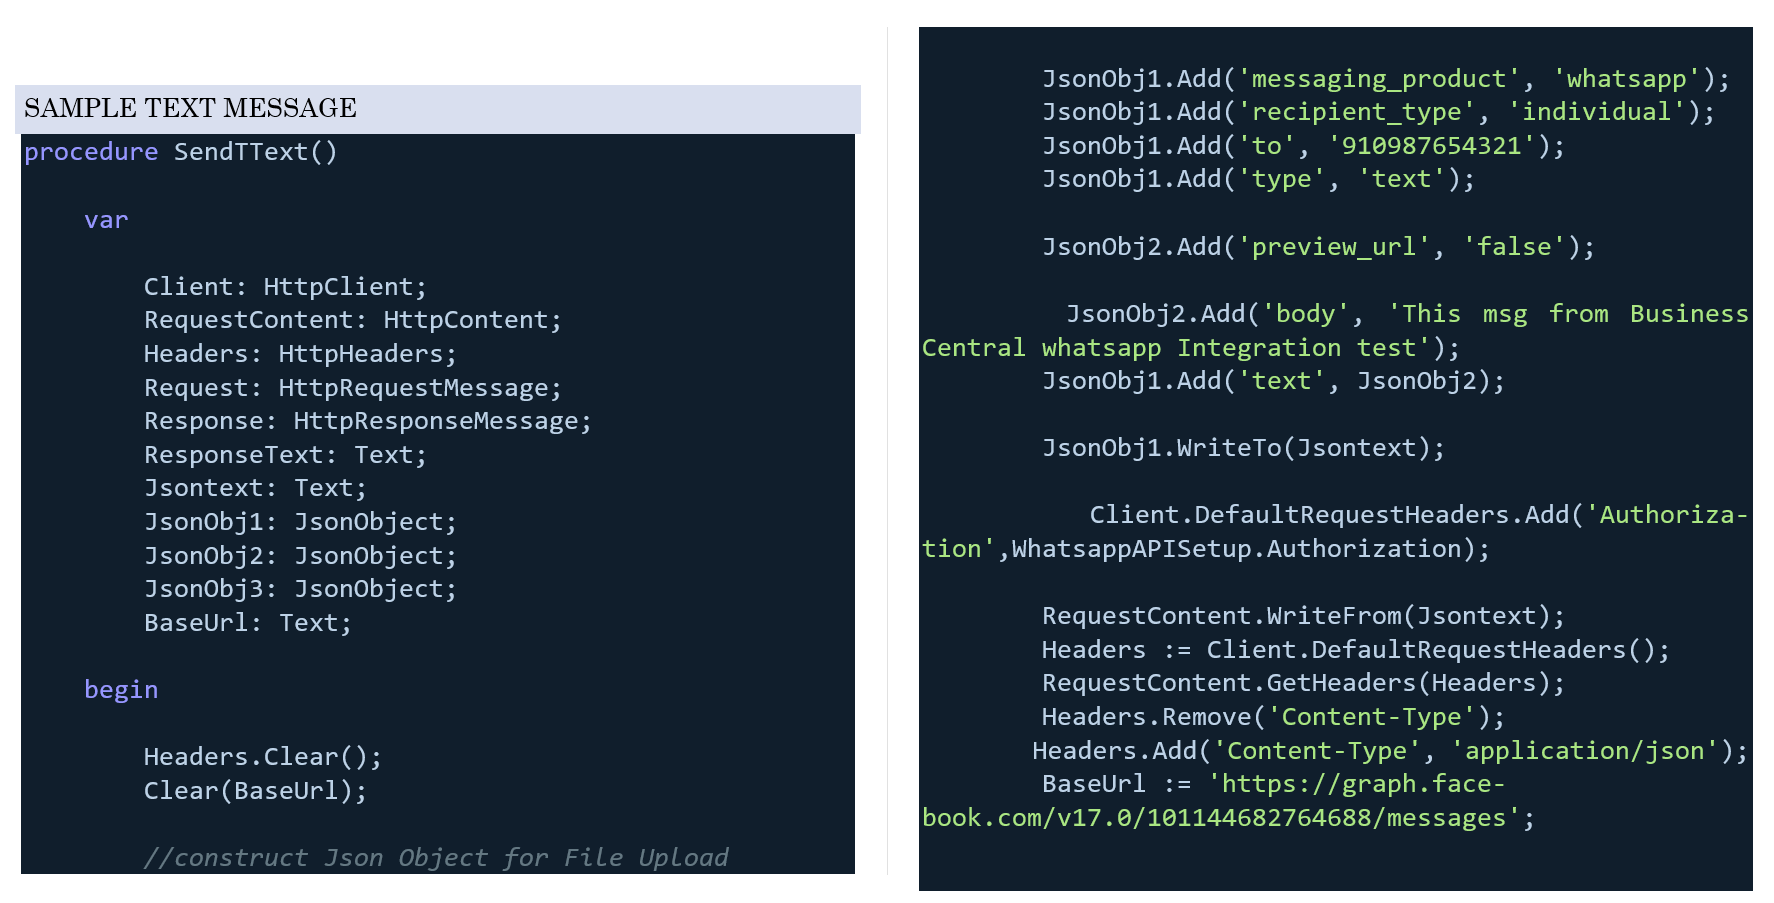 SAMPLE TEXT MESSAGE
procedure SendTText()
var
Client: HttpClient;
RequestContent: HttpContent;
Headers: HttpHeaders;
Request: HttpRequestMessage;
Response: HttpResponseMessage;
ResponseText: Text;
Jsontext: Text;
JsonObj1: JsonObject;
JsonObj2: JsonObject;
JsonObj3: JsonObject;
BaseUrl: Text;
begin
Headers.Clear();
Clear(BaseUrl);
//construct Json Object for File Upload
JsonObj1.Add('messaging_product', 'whatsapp');
JsonObj1.Add('recipient_type', 'individual');
JsonObj1.Add('to', '910987654321');
JsonObj1.Add('type', 'text');
JsonObj2.Add('preview_url', 'false');
JsonObj2.Add('body', 'This msg from Business
Central whatsapp Integration test');
JsonObj1.Add('text', JsonObj2);
JsonObj1.WriteTo(Jsontext);
Client.DefaultRequestHeaders.Add('Authoriza-
tion',WhatsappAPISetup.Authorization);
RequestContent.WriteFrom(Jsontext);
Headers := Client.DefaultRequestHeaders();
RequestContent.GetHeaders(Headers);
Headers.Remove('Content-Type');
Headers.Add('Content-Type', 'application/json');
BaseUrl := 'https://graph.face-
book.com/v17.0/101144682764688/messages';